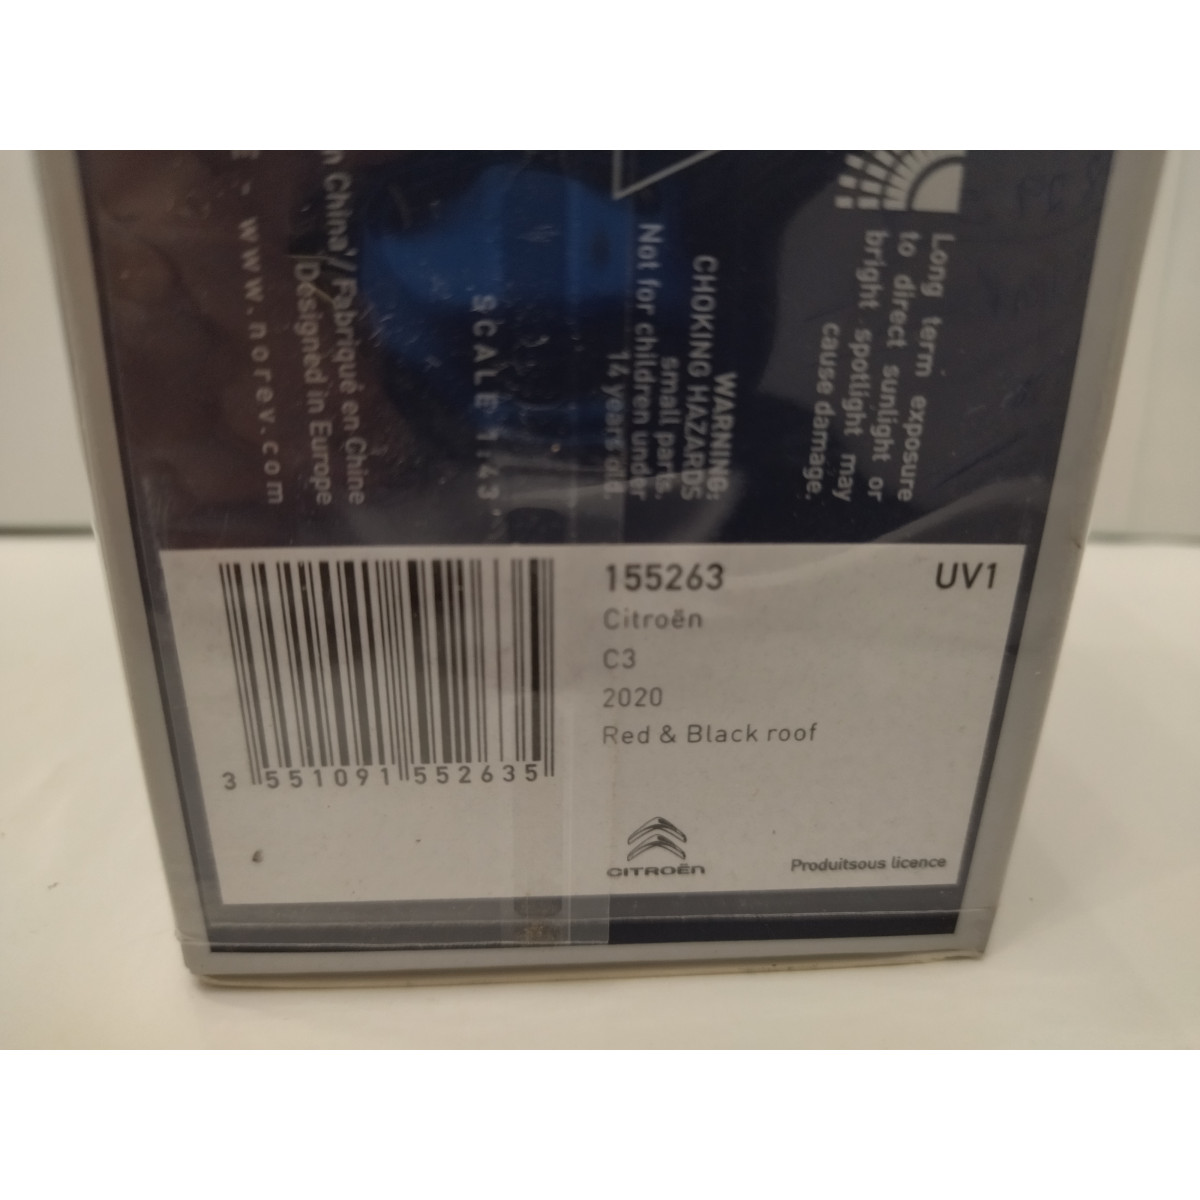 Long term exposure
to direct sunlight or
bright spotlight may
cause damage.
WARNING:
CHOKING HAZARDS
small parts.
Not for children under
14 years old.
SCALE 1:43
China / Fabriqué en Chine
Designed in Europe
www.norev.com
155263
UV1
Citroën
C3
2020
Red & Black roof
3 551091 552635
CITROËN
Produitsous licence